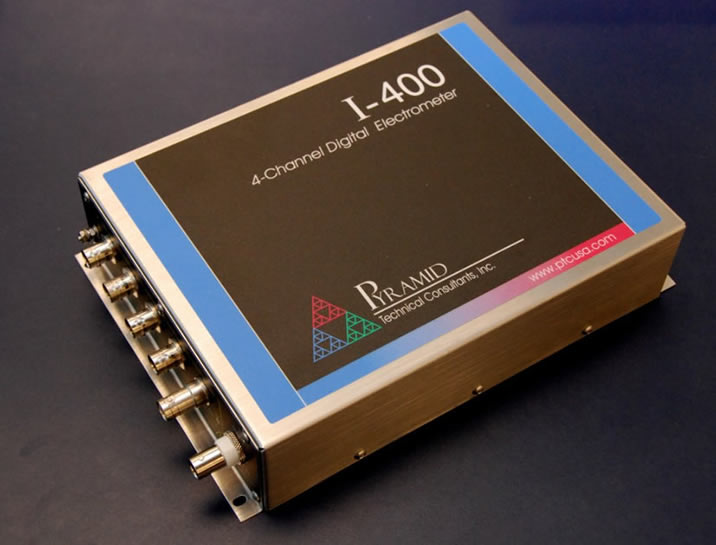 I-400
4-Channel Digital Electrometer
PYRAMID
Technical Consultants, Inc.
www.ptcusa.com